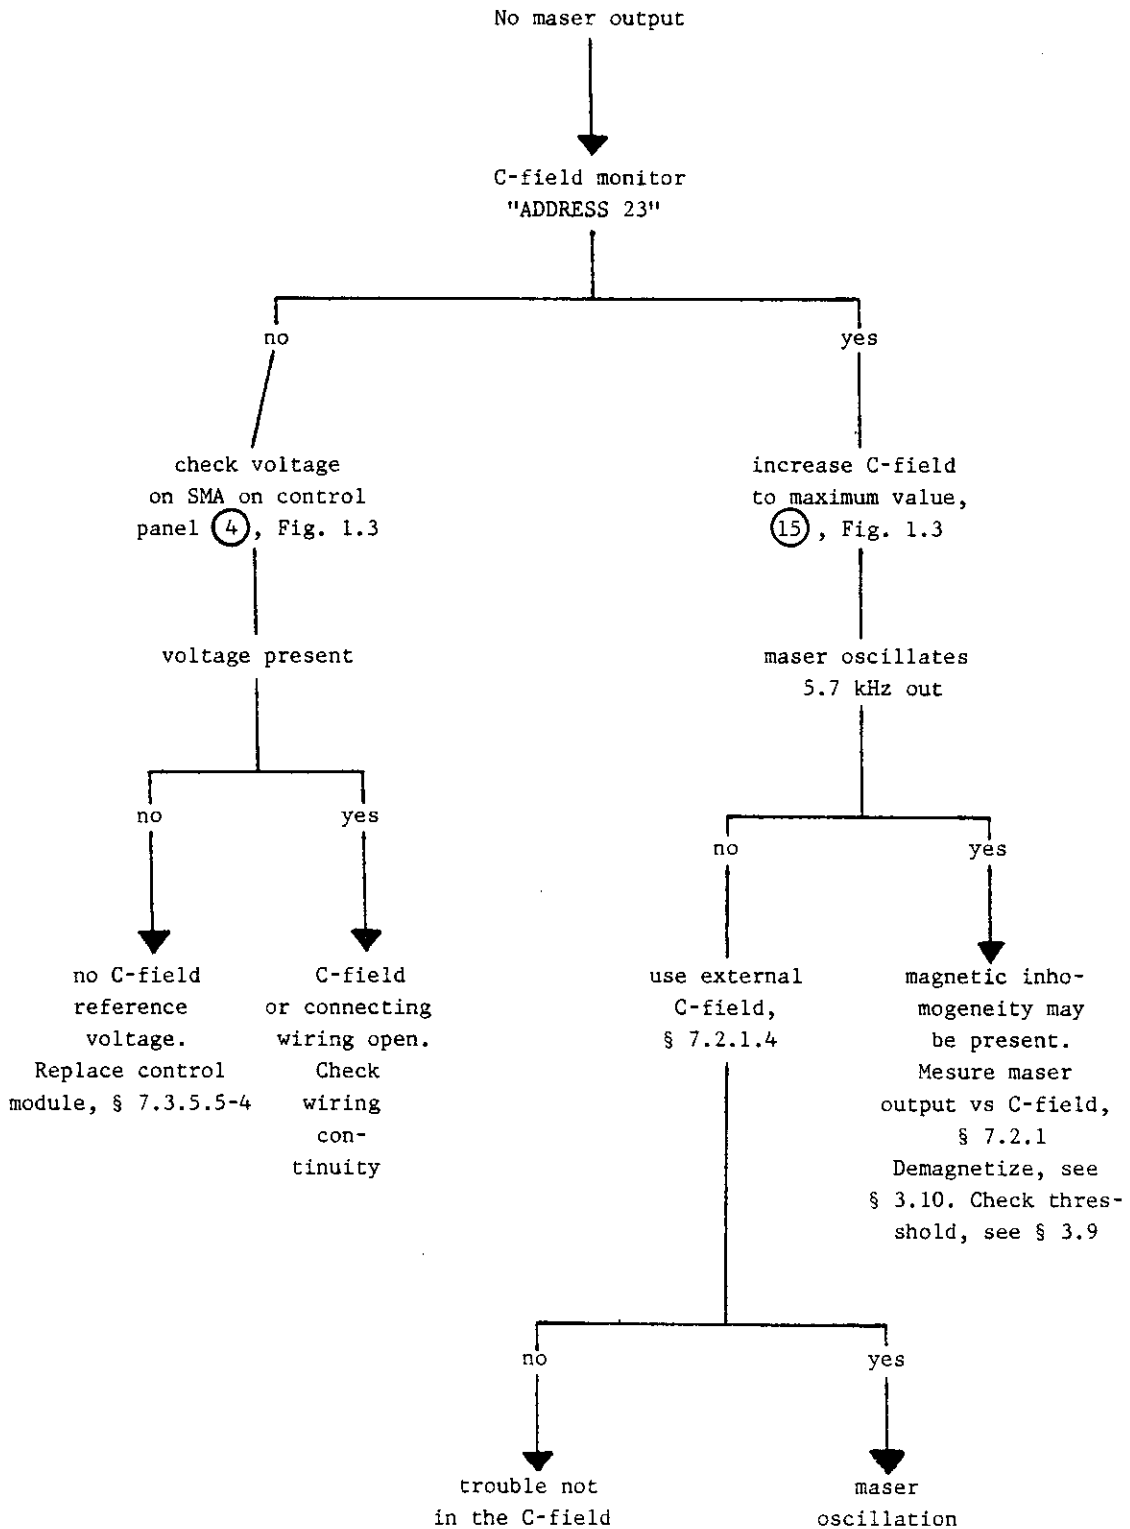 No maser output
C-field monitor
"ADDRESS 23"
no
yes
check voltage
on SMA on control
panel (4), Fig. 1.3
increase C-field
to maximum value,
(15), Fig. 1.3
voltage present
maser oscillates
5.7 kHz out
no
yes
no
yes
no C-field
reference
voltage.
Replace control
module, § 7.3.5.5-4
C-field
or connecting
wiring open.
Check
wiring
con-
tinuity
use external
C-field,
§ 7.2.1.4
magnetic inho-
mogeneity may
be present.
Mesure maser
output vs C-field,
§ 7.2.1
Demagnetize, see
§ 3.10. Check thres-
shold, see § 3.9
no
yes
trouble not
in the C-field
maser
oscillation